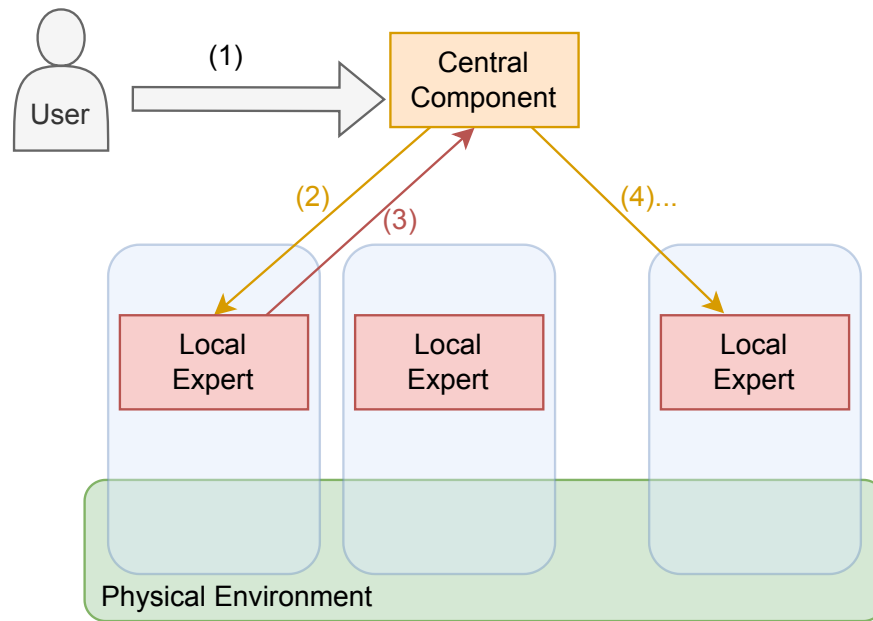 (1)
Central
Component
User
(2)
(3)
(4)...
Local
Expert
Local
Expert
Local
Expert
Physical Environment